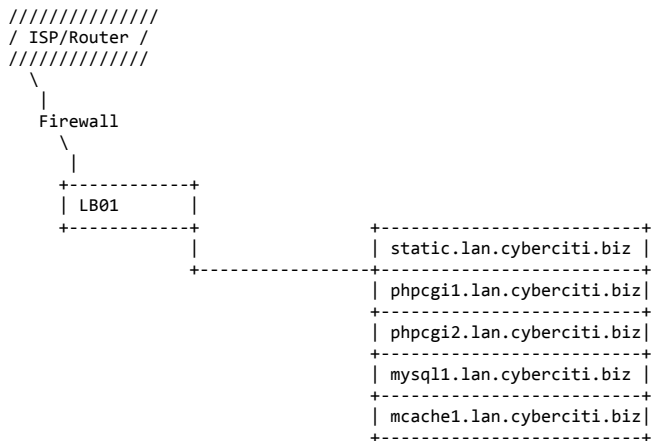 ///////////////
/ ISP/Router /
//////////////
\
|
Firewall
\
|
+------------+
| LB01       |
+------------+                 +--------------------------+
             |                 | static.lan.cyberciti.biz |
             +-----------------+--------------------------+
                               | phpcgi1.lan.cyberciti.biz|
                               +--------------------------+
                               | phpcgi2.lan.cyberciti.biz|
                               +--------------------------+
                               | mysql1.lan.cyberciti.biz |
                               +--------------------------+
                               | mcache1.lan.cyberciti.biz|
                               +--------------------------+